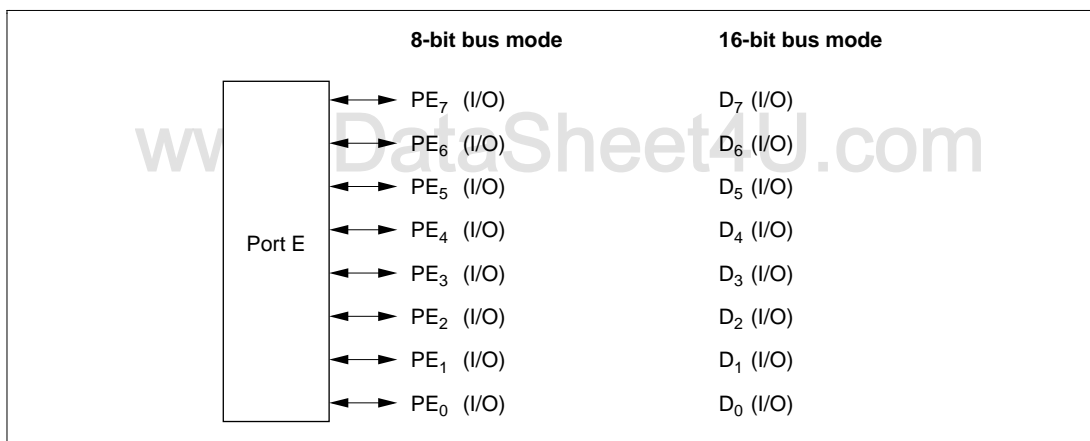 8-bit bus mode 16-bit bus mode
PE7 (I/O) D7 (I/O)
www.DataSheet4U.com
PE6 (I/O) D6 (I/O)
PE5 (I/O) D5 (I/O)
Port E PE4 (I/O) D4 (I/O)
PE3 (I/O) D3 (I/O)
PE2 (I/O) D2 (I/O)
PE1 (I/O) D1 (I/O)
PE0 (I/O) D0 (I/O)